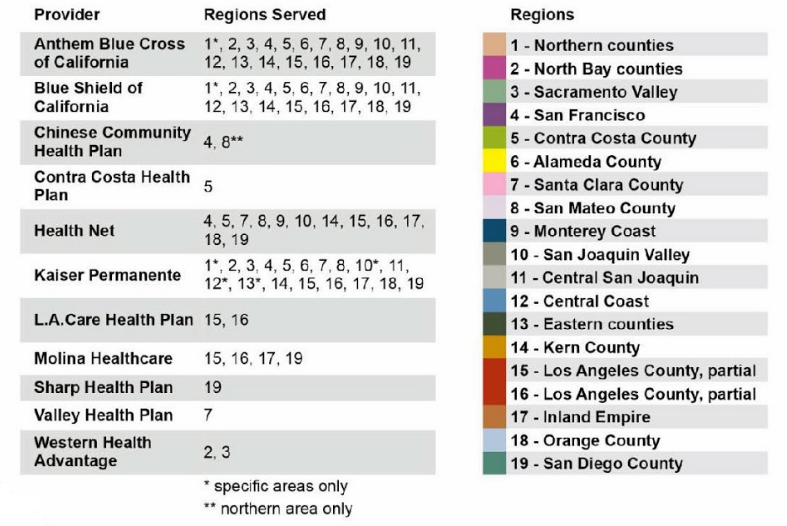 Provider Regions Served
Anthem Blue Cross of California 1*, 2, 3, 4, 5, 6, 7, 8, 9, 10, 11, 12, 13, 14, 15, 16, 17, 18, 19
Blue Shield of California 1*, 2, 3, 4, 5, 6, 7, 8, 9, 10, 11, 12, 13, 14, 15, 16, 17, 18, 19
Chinese Community Health Plan 4, 8**
Contra Costa Health Plan 5
Health Net 4, 5, 7, 8, 9, 10, 14, 15, 16, 17, 18, 19
Kaiser Permanente 1*, 2, 3, 4, 5, 6, 7, 8, 10*, 11, 12*, 13*, 14, 15, 16, 17, 18, 19
L.A.Care Health Plan 15, 16
Molina Healthcare 15, 16, 17, 19
Sharp Health Plan 19
Valley Health Plan 7
Western Health Advantage 2, 3
* specific areas only
** northern area only
Regions
1 - Northern counties
2 - North Bay counties
3 - Sacramento Valley
4 - San Francisco
5 - Contra Costa County
6 - Alameda County
7 - Santa Clara County
8 - San Mateo County
9 - Monterey Coast
10 - San Joaquin Valley
11 - Central San Joaquin
12 - Central Coast
13 - Eastern counties
14 - Kern County
15 - Los Angeles County, partial
16 - Los Angeles County, partial
17 - Inland Empire
18 - Orange County
19 - San Diego County